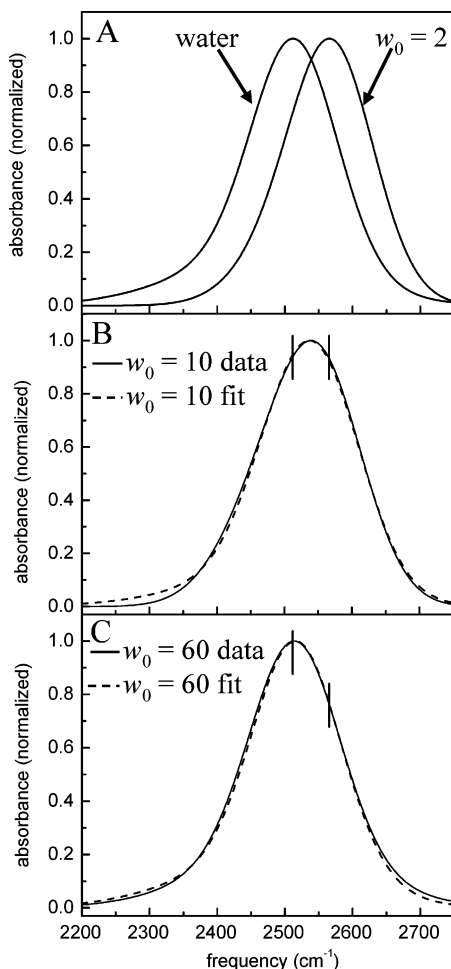 A
water
w₀ = 2
absorbance (normalized)
1.0
0.8
0.6
0.4
0.2
0.0
B
w₀ = 10 data
w₀ = 10 fit
absorbance (normalized)
1.0
0.8
0.6
0.4
0.2
0.0
C
w₀ = 60 data
w₀ = 60 fit
absorbance (normalized)
1.0
0.8
0.6
0.4
0.2
0.0
2200 2300 2400 2500 2600 2700
frequency (cm⁻¹)